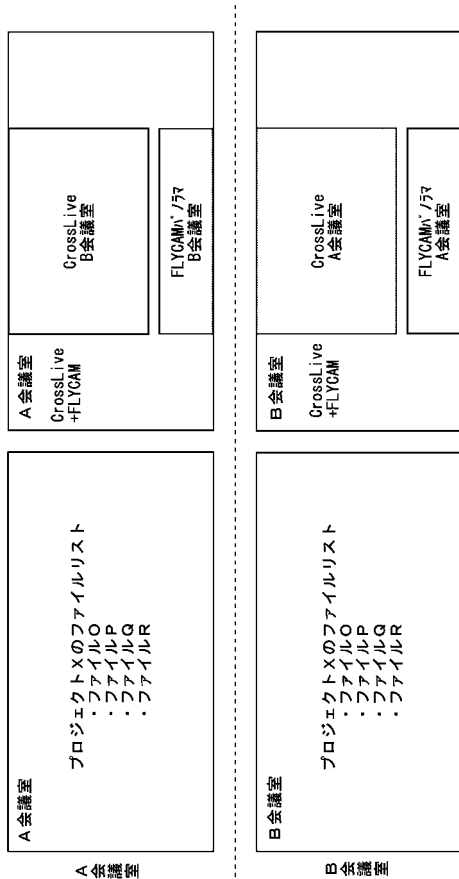 A会議室
A会議室
プロジェクトXのファイルリスト
・ファイルO
・ファイルP
・ファイルQ
・ファイルR
A会議室
CrossLive
+FLYCAM
CrossLive
B会議室
FLYCAMパノラマ
B会議室
B会議室
B会議室
プロジェクトXのファイルリスト
・ファイルO
・ファイルP
・ファイルQ
・ファイルR
B会議室
CrossLive
+FLYCAM
CrossLive
A会議室
FLYCAMパノラマ
A会議室